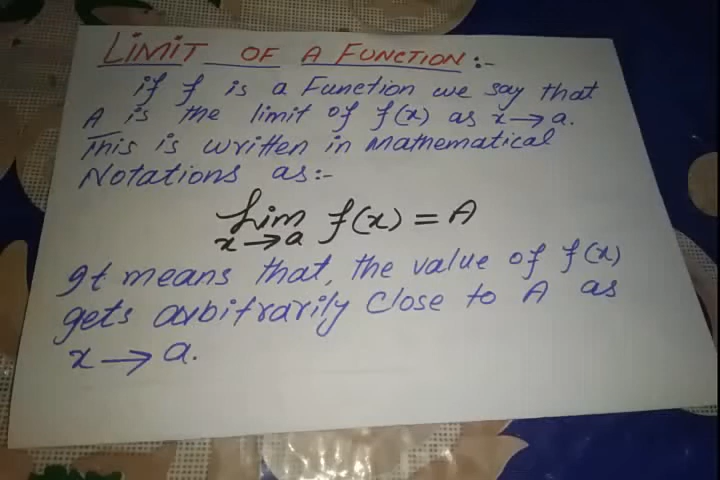 LIMIT OF A FUNCTION :-
if f is a Function we say that
A is the limit of f(x) as x→a.
This is written in Mathematical
Notations as:-
Lim f(x) = A
x→a
It means that, the value of f(x)
gets arbitrarily close to A as
x→a.